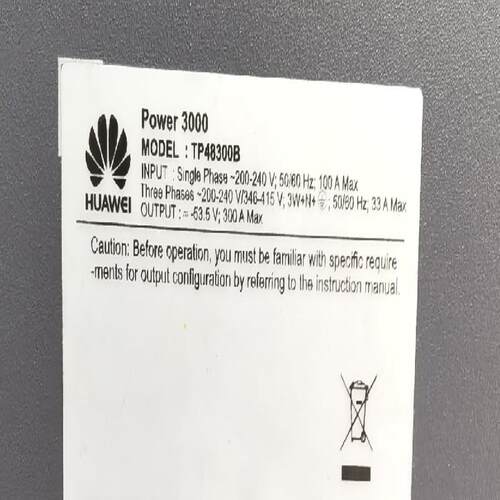 Power 3000
MODEL : TP48300B
INPUT : Single Phase ~200-240 V; 50/60 Hz; 100 A Max
Three Phases ~200-240 V/346-415 V, 3W+N+⏚; 50/60 Hz, 33 A Max
OUTPUT : ⎓ -53.5 V; 300 A Max
HUAWEI
Caution: Before operation, you must be familiar with specific require
-ments for output configuration by referring to the instruction manual.